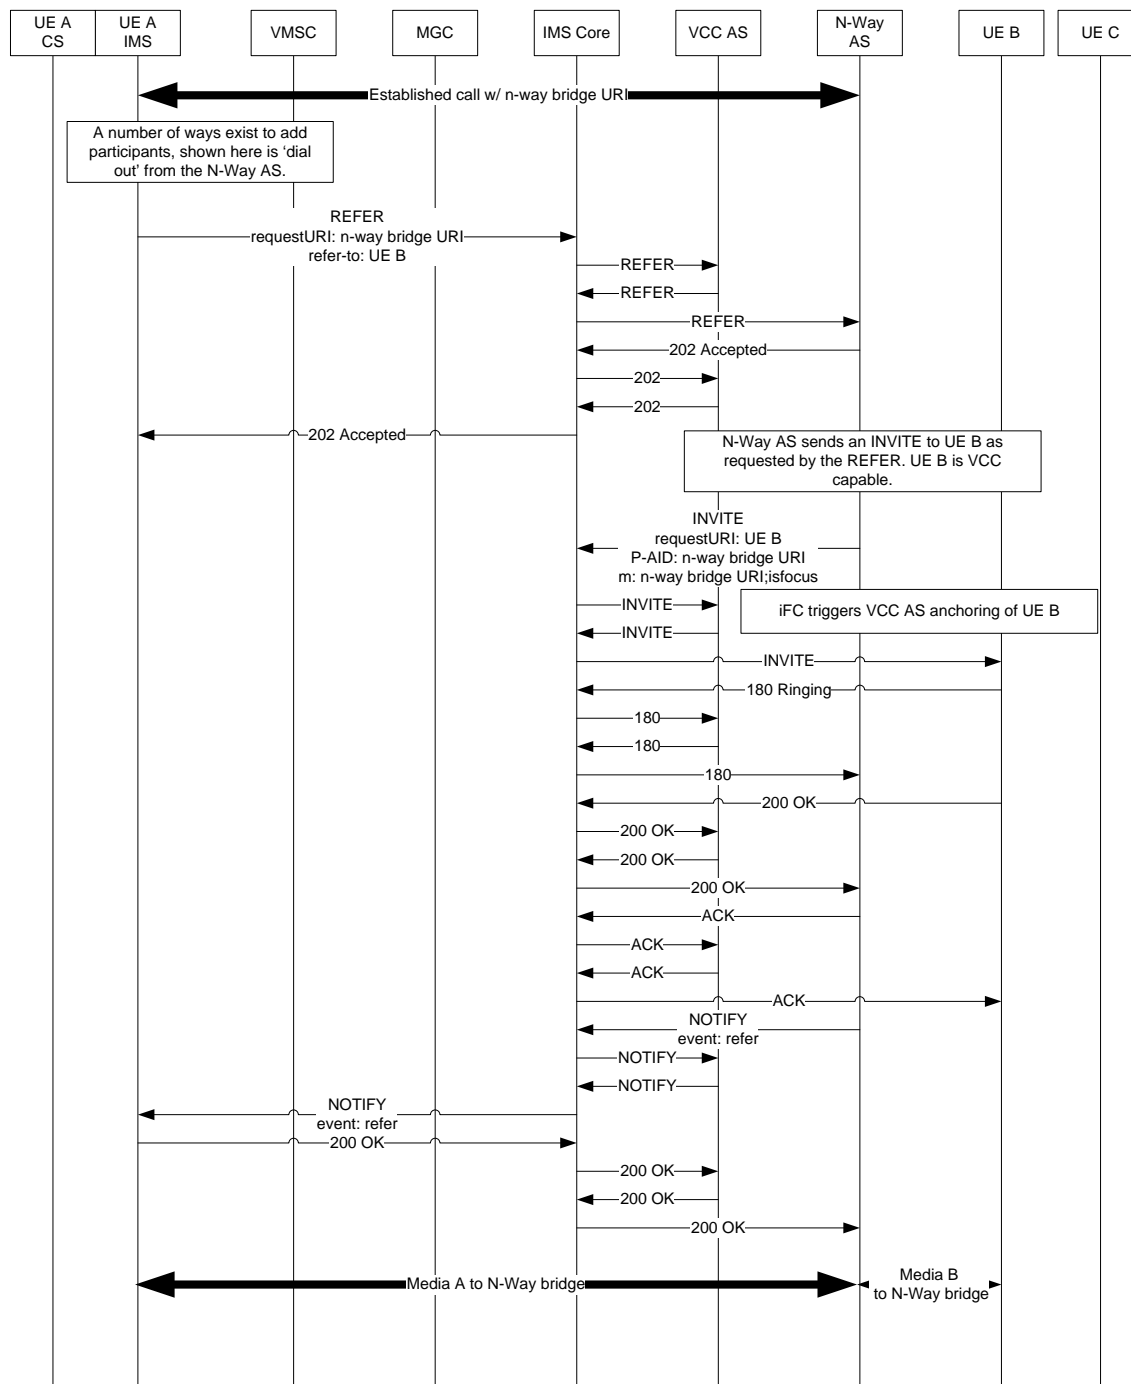 UE A
CS
UE A
IMS
VMSC
MGC
IMS Core
VCC AS
N-Way
AS
UE B
UE C
Established call w/ n-way bridge URI
A number of ways exist to add
participants, shown here is ‘dial
out’ from the N-Way AS.
REFER
requestURI: n-way bridge URI
refer-to: UE B
REFER
REFER
REFER
202 Accepted
202
202
202 Accepted
N-Way AS sends an INVITE to UE B as
requested by the REFER. UE B is VCC
capable.
INVITE
requestURI: UE B
P-AID: n-way bridge URI
m: n-way bridge URI;isfocus
INVITE
iFC triggers VCC AS anchoring of UE B
INVITE
INVITE
180 Ringing
180
180
180
200 OK
200 OK
200 OK
200 OK
ACK
ACK
ACK
ACK
NOTIFY
event: refer
NOTIFY
NOTIFY
NOTIFY
event: refer
200 OK
200 OK
200 OK
200 OK
Media A to N-Way bridge
Media B
to N-Way bridge